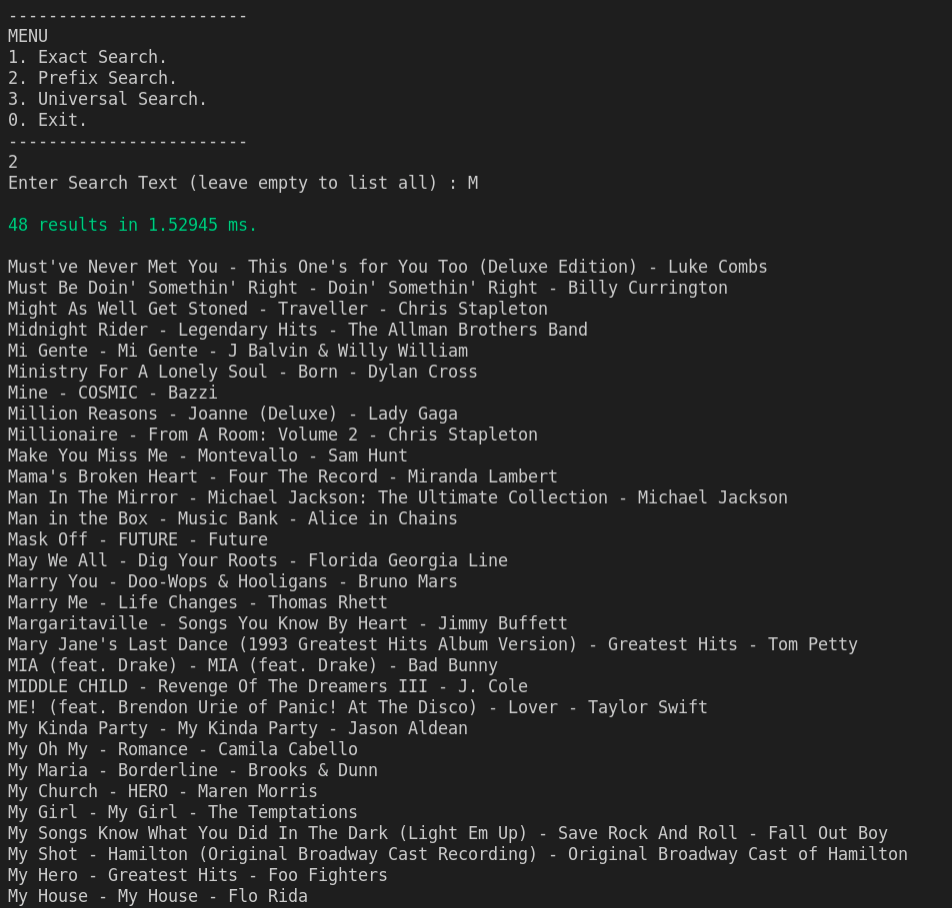 ------------------------
MENU
1. Exact Search.
2. Prefix Search.
3. Universal Search.
0. Exit.
------------------------
2
Enter Search Text (leave empty to list all) : M
48 results in 1.52945 ms.
Must've Never Met You - This One's for You Too (Deluxe Edition) - Luke Combs
Must Be Doin' Somethin' Right - Doin' Somethin' Right - Billy Currington
Might As Well Get Stoned - Traveller - Chris Stapleton
Midnight Rider - Legendary Hits - The Allman Brothers Band
Mi Gente - Mi Gente - J Balvin & Willy William
Ministry For A Lonely Soul - Born - Dylan Cross
Mine - COSMIC - Bazzi
Million Reasons - Joanne (Deluxe) - Lady Gaga
Millionaire - From A Room: Volume 2 - Chris Stapleton
Make You Miss Me - Montevallo - Sam Hunt
Mama's Broken Heart - Four The Record - Miranda Lambert
Man In The Mirror - Michael Jackson: The Ultimate Collection - Michael Jackson
Man in the Box - Music Bank - Alice in Chains
Mask Off - FUTURE - Future
May We All - Dig Your Roots - Florida Georgia Line
Marry You - Doo-Wops & Hooligans - Bruno Mars
Marry Me - Life Changes - Thomas Rhett
Margaritaville - Songs You Know By Heart - Jimmy Buffett
Mary Jane's Last Dance (1993 Greatest Hits Album Version) - Greatest Hits - Tom Petty
MIA (feat. Drake) - MIA (feat. Drake) - Bad Bunny
MIDDLE CHILD - Revenge Of The Dreamers III - J. Cole
ME! (feat. Brendon Urie of Panic! At The Disco) - Lover - Taylor Swift
My Kinda Party - My Kinda Party - Jason Aldean
My Oh My - Romance - Camila Cabello
My Maria - Borderline - Brooks & Dunn
My Church - HERO - Maren Morris
My Girl - My Girl - The Temptations
My Songs Know What You Did In The Dark (Light Em Up) - Save Rock And Roll - Fall Out Boy
My Shot - Hamilton (Original Broadway Cast Recording) - Original Broadway Cast of Hamilton
My Hero - Greatest Hits - Foo Fighters
My House - My House - Flo Rida